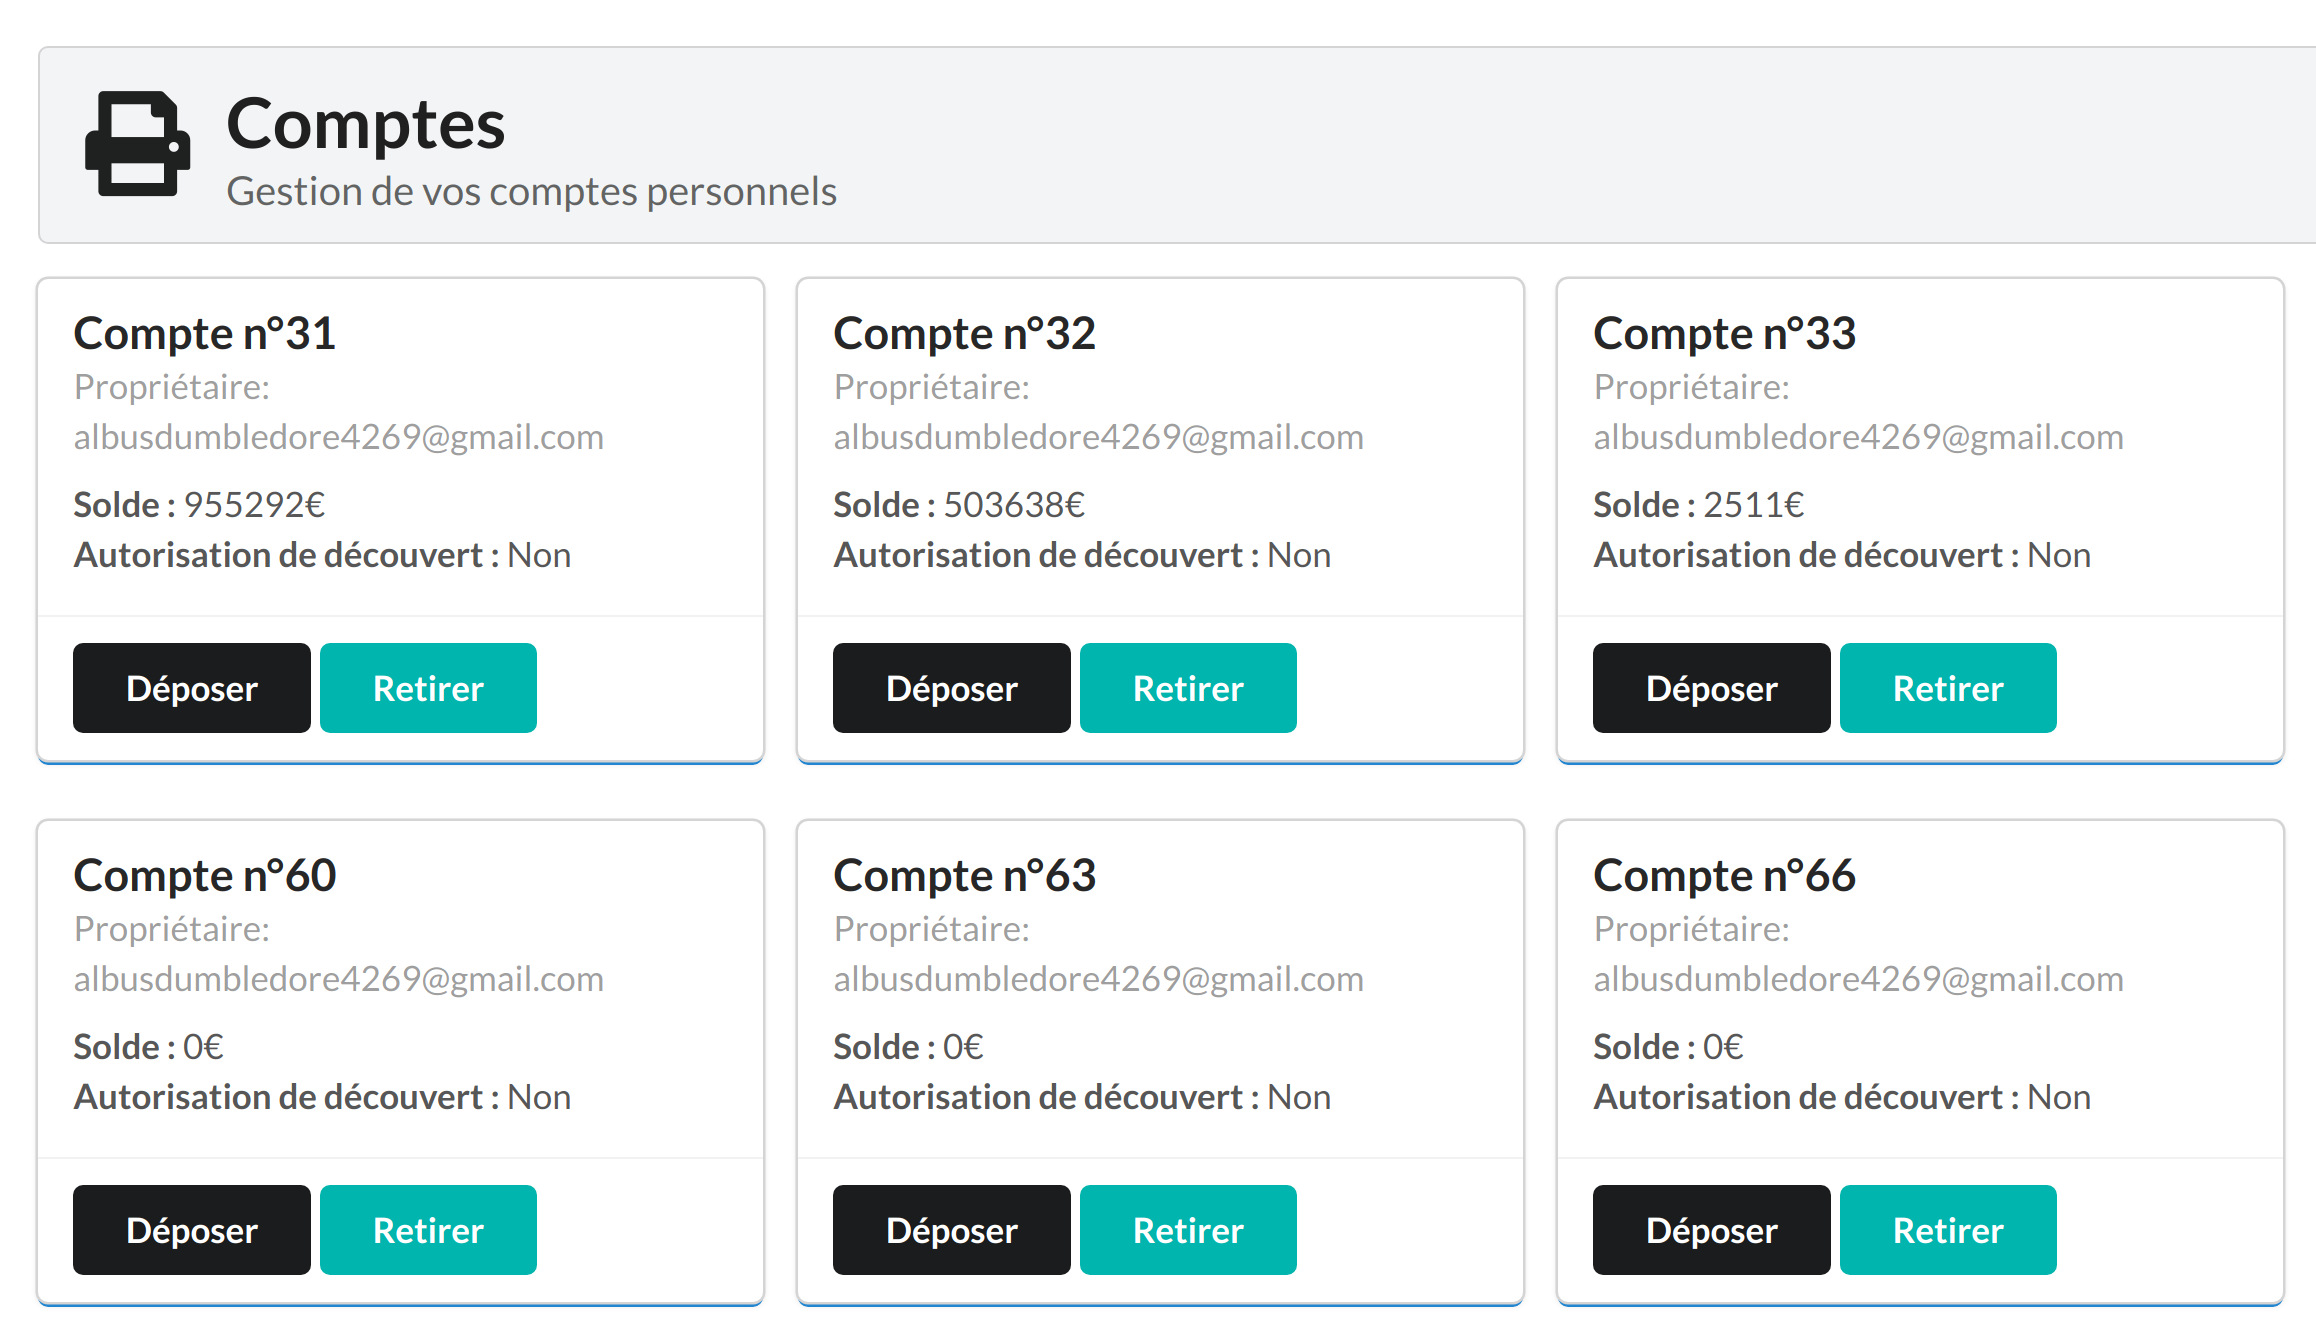 Comptes
Gestion de vos comptes personnels
Compte n°31
Propriétaire:
albusdumbledore4269@gmail.com
Solde : 955292€
Autorisation de découvert : Non
Déposer Retirer
Compte n°32
Propriétaire:
albusdumbledore4269@gmail.com
Solde : 503638€
Autorisation de découvert : Non
Déposer Retirer
Compte n°33
Propriétaire:
albusdumbledore4269@gmail.com
Solde : 2511€
Autorisation de découvert : Non
Déposer Retirer
Compte n°60
Propriétaire:
albusdumbledore4269@gmail.com
Solde : 0€
Autorisation de découvert : Non
Déposer Retirer
Compte n°63
Propriétaire:
albusdumbledore4269@gmail.com
Solde : 0€
Autorisation de découvert : Non
Déposer Retirer
Compte n°66
Propriétaire:
albusdumbledore4269@gmail.com
Solde : 0€
Autorisation de découvert : Non
Déposer Retirer